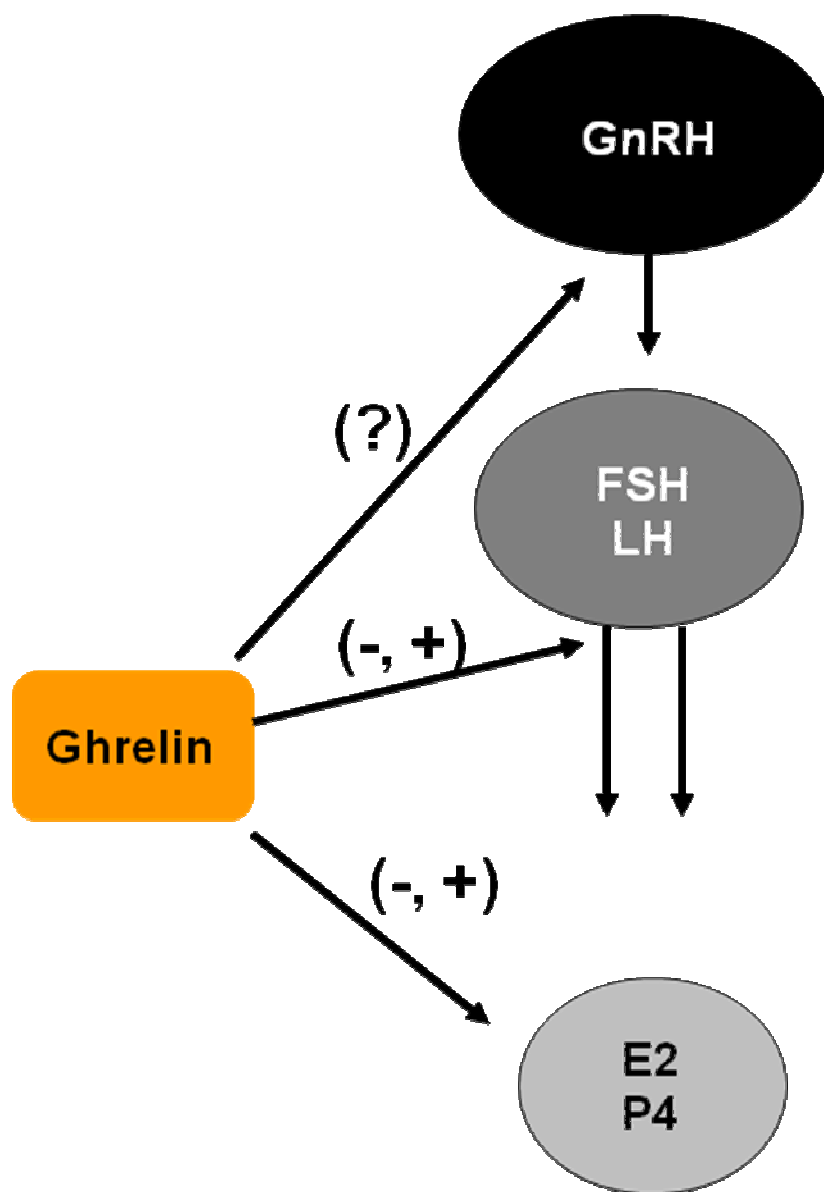 GnRH
(?)
FSH
LH
(-, +)
Ghrelin
(-, +)
E2
P4